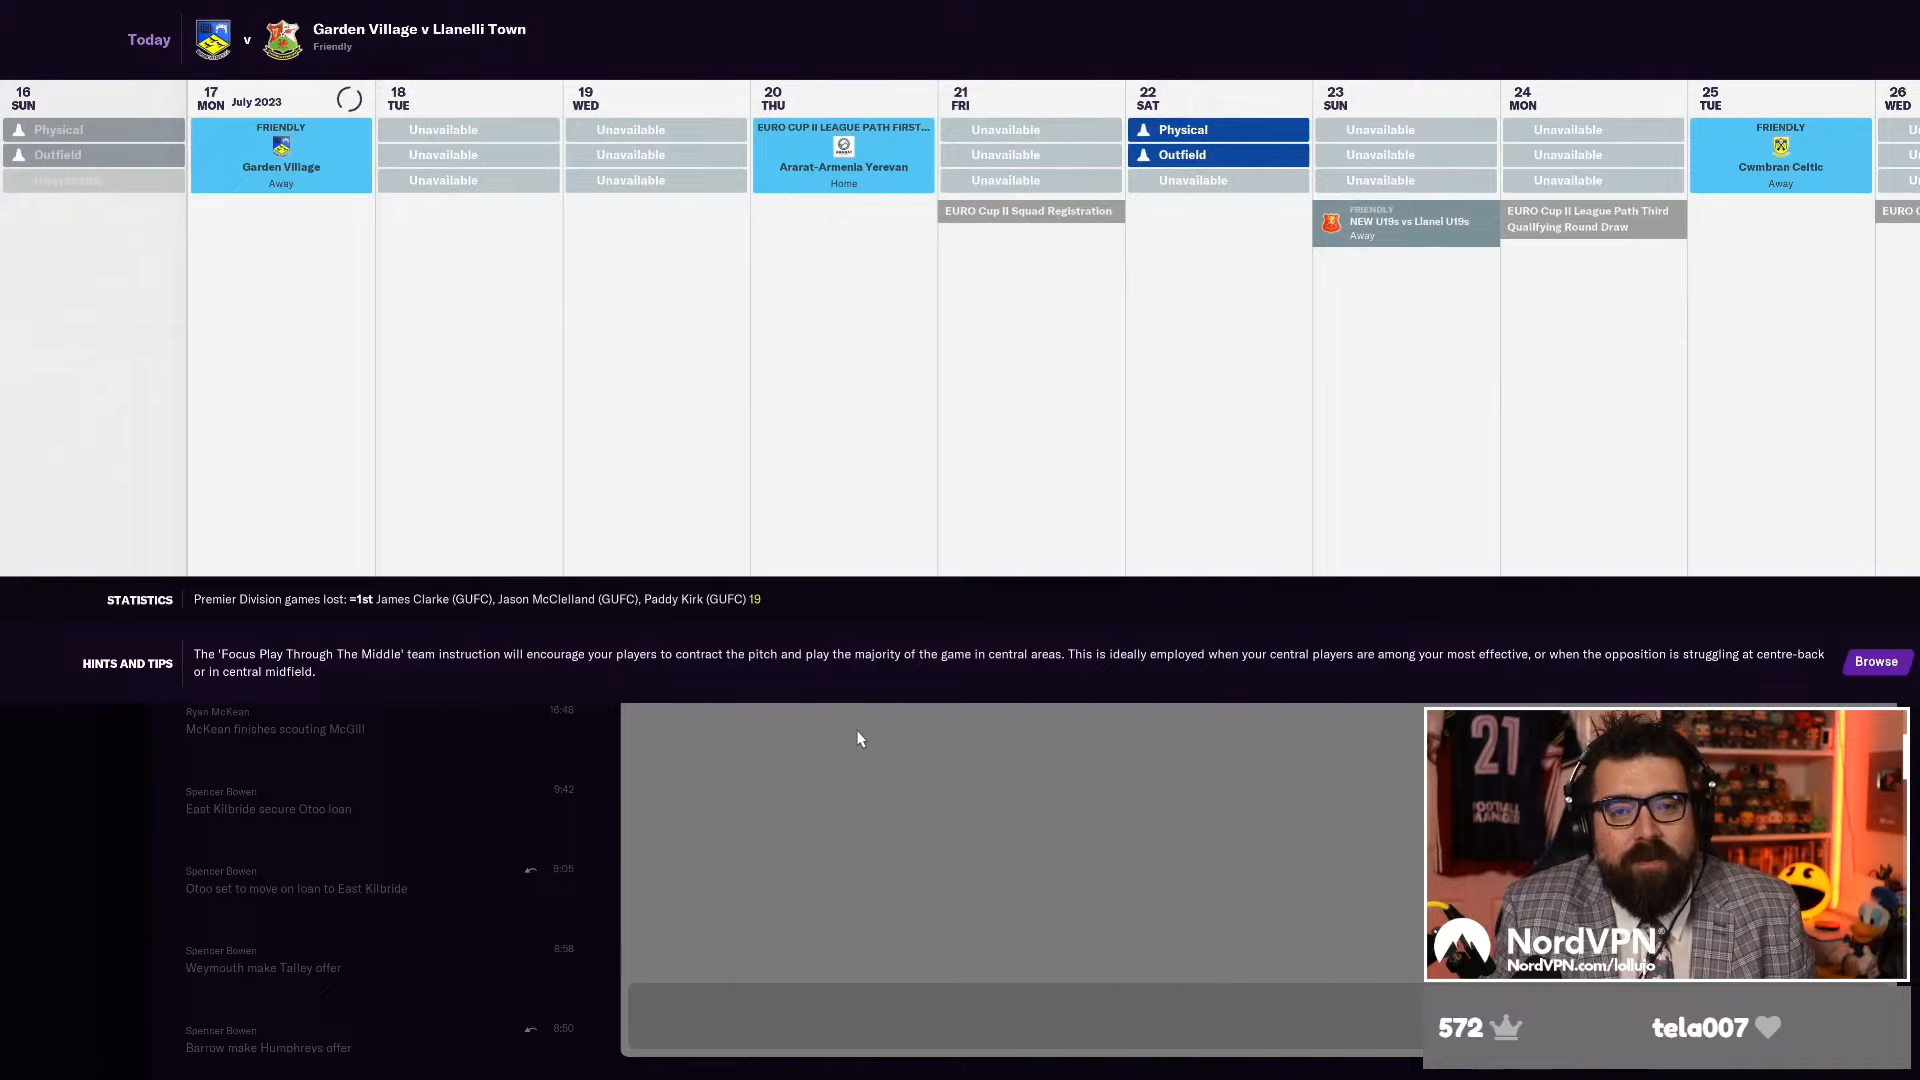 Today
v
Garden Village v Llanelli Town
Friendly
16
SUN
17
MON July 2023
18
TUE
19
WED
20
THU
21
FRI
22
SAT
23
SUN
24
MON
25
TUE
26
WED
Physical
Outfield
Unavailable
FRIENDLY
Garden Village
Away
Unavailable
Unavailable
Unavailable
Unavailable
Unavailable
Unavailable
EURO CUP II LEAGUE PATH FIRST...
ARARAT
Ararat-Armenia Yerevan
Home
Unavailable
Unavailable
Unavailable
EURO Cup II Squad Registration
Physical
Outfield
Unavailable
Unavailable
Unavailable
Unavailable
FRIENDLY
NEW U19s vs Llanel U19s
Away
Unavailable
Unavailable
Unavailable
EURO Cup II League Path Third
Qualifying Round Draw
FRIENDLY
Cwmbran Celtic
Away
EURO C
STATISTICS
Premier Division games lost: =1st James Clarke (GUFC), Jason McClelland (GUFC), Paddy Kirk (GUFC) 19
HINTS AND TIPS
The 'Focus Play Through The Middle' team instruction will encourage your players to contract the pitch and play the majority of the game in central areas. This is ideally employed when your central players are among your most effective, or when the opposition is struggling at centre-back
or in central midfield.
Browse
Ryan McKean
16:48
McKean finishes scouting McGill
Spencer Bowen
9:42
East Kilbride secure Otoo loan
Spencer Bowen
9:05
Otoo set to move on loan to East Kilbride
Spencer Bowen
8:58
Weymouth make Talley offer
Spencer Bowen
8:50
Barrow make Humphreys offer
21
FOOTBALL
MANAGER
NordVPN®
NordVPN.com/lollujo
572
tela007